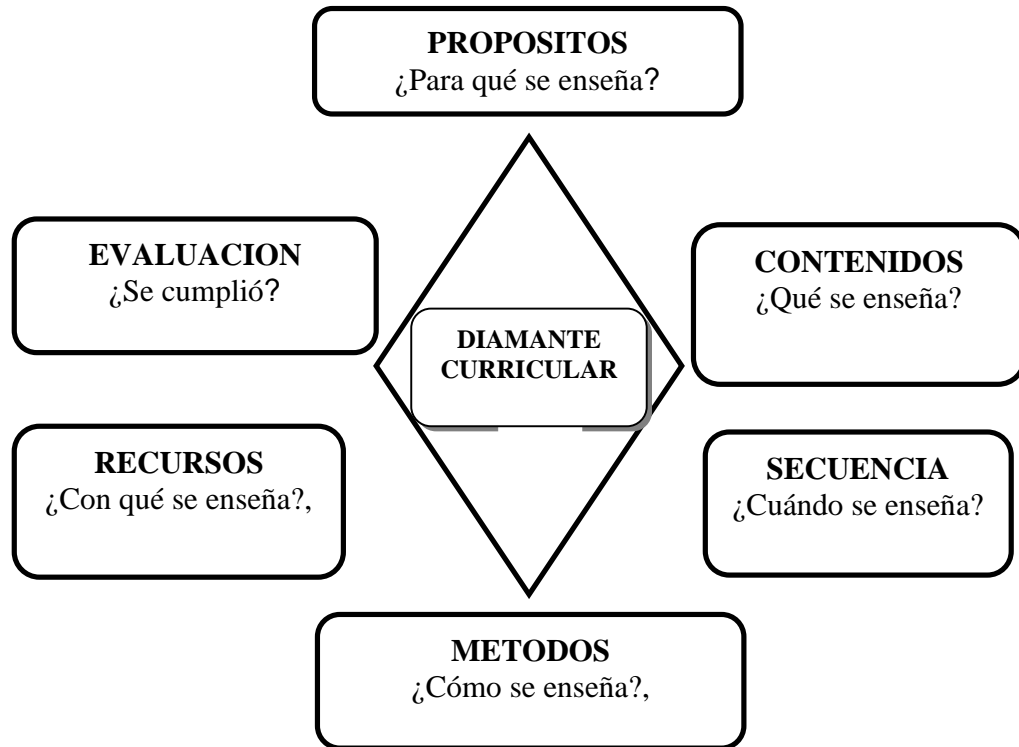 PROPOSITOS
¿Para qué se enseña?
EVALUACION
¿Se cumplió?
CONTENIDOS
¿Qué se enseña?
DIAMANTE
CURRICULAR
RECURSOS
¿Con qué se enseña?,
SECUENCIA
¿Cuándo se enseña?
METODOS
¿Cómo se enseña?,